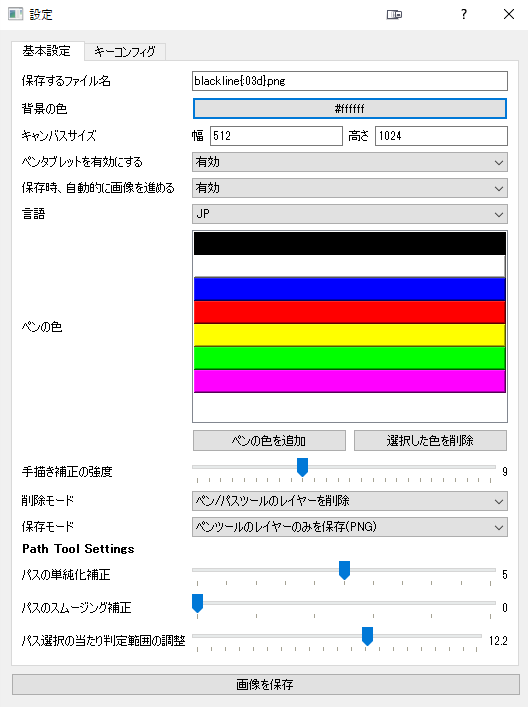 設定
基本設定 キーコンフィグ
保存するファイル名 blackline{:03d}.png
背景の色 #ffffff
キャンバスサイズ 幅 512 高さ 1024
ペンタブレットを有効にする 有効
保存時、自動的に画像を進める 有効
言語 JP
ペンの色
ペンの色を追加 選択した色を削除
手描き補正の強度 9
削除モード ペン/パスツールのレイヤーを削除
保存モード ペンツールのレイヤーのみを保存(PNG)
Path Tool Settings
パスの単純化補正 5
パスのスムージング補正 0
パス選択の当たり判定範囲の調整 12.2
画像を保存